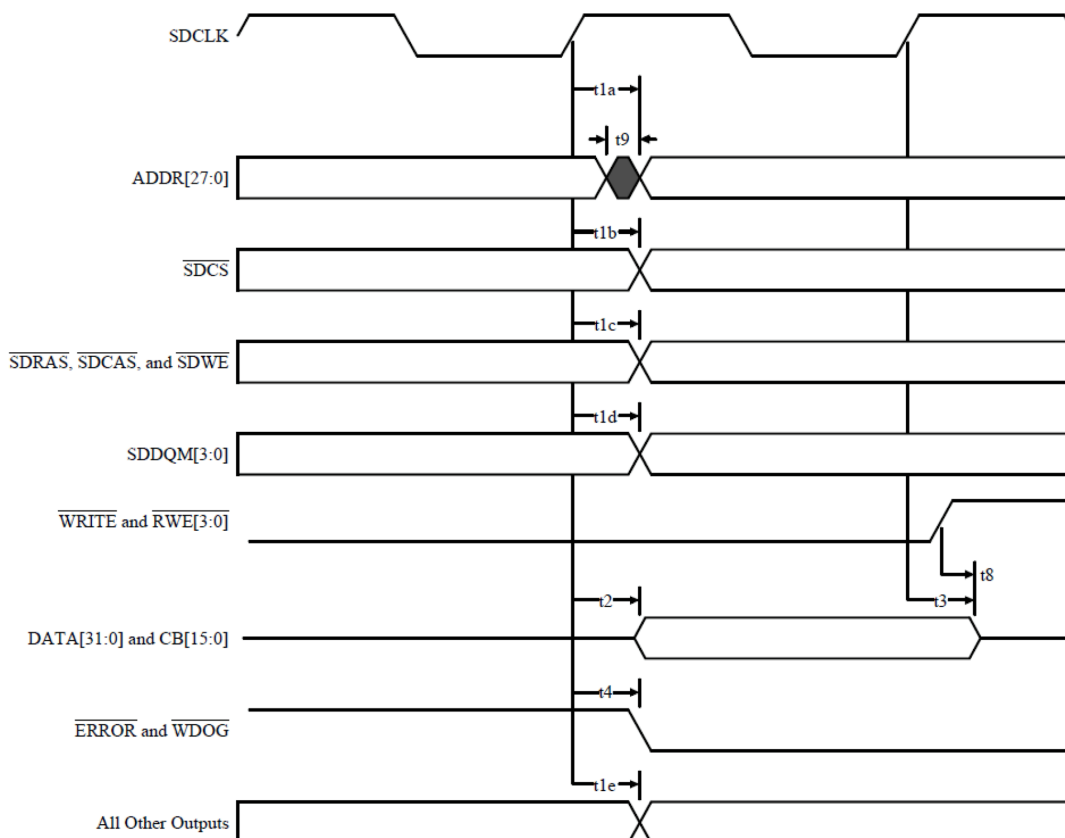 SDCLK
t1a
t9
ADDR[27:0]
t1b
SDCS
t1c
SDRAS, SDCAS, and SDWE
t1d
SDDQM[3:0]
WRITE and RWE[3:0]
t8
t2
t3
DATA[31:0] and CB[15:0]
t4
ERROR and WDOG
t1e
All Other Outputs